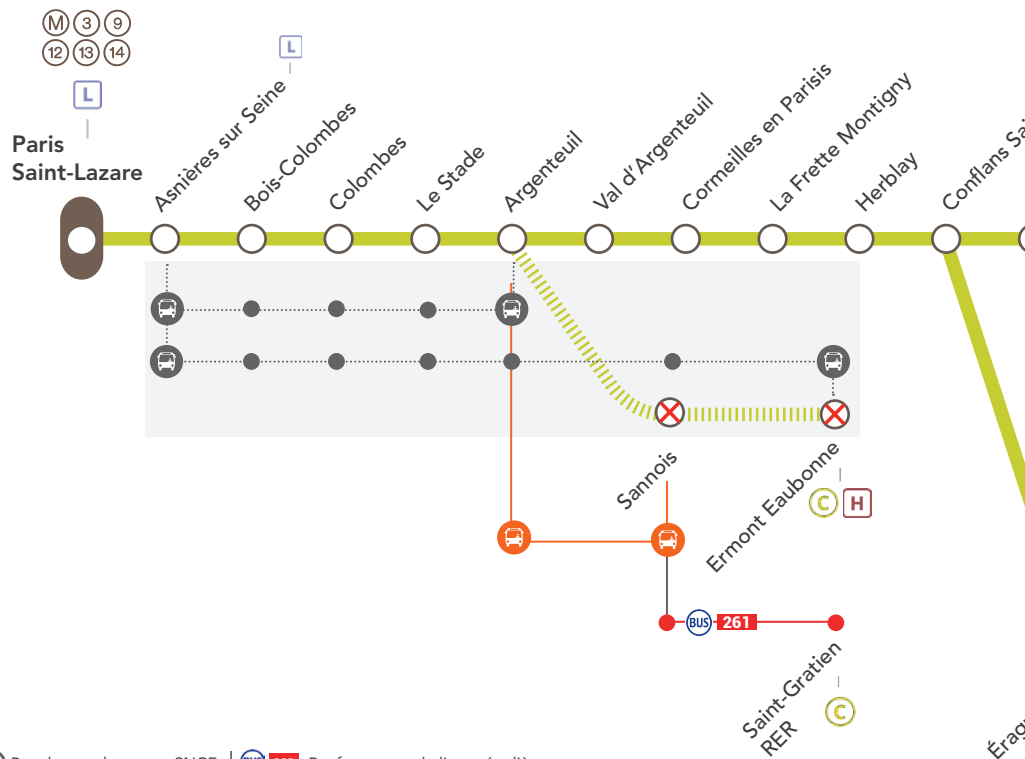 M 3 9
12 13 14
L
L
Paris
Saint-Lazare
Asnières sur Seine
Bois-Colombes
Colombes
Le Stade
Argenteuil
Val d'Argenteuil
Cormeilles en Parisis
La Frette Montigny
Herblay
Conflans
Sannois
Ermont Eaubonne
C H
BUS 261
Saint-Gratien
RER
C